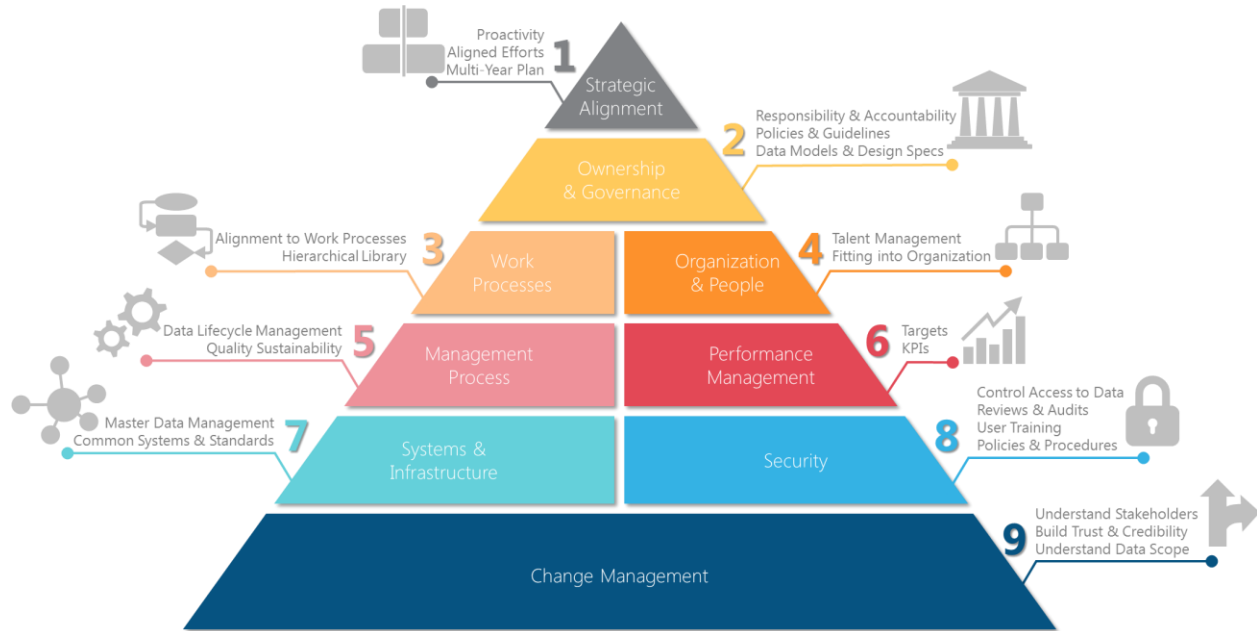 Proactivity
Aligned Efforts
Multi-Year Plan
1
Strategic
Alignment
Responsibility & Accountability
Policies & Guidelines
Data Models & Design Specs
2
Ownership
& Governance
Alignment to Work Processes
Hierarchical Library
3
Work
Processes
Organization
& People
4
Talent Management
Fitting into Organization
Data Lifecycle Management
Quality Sustainability
5
Management
Process
Performance
Management
6
Targets
KPIs
Master Data Management
Common Systems & Standards
7
Systems &
Infrastructure
Security
8
Control Access to Data
Reviews & Audits
User Training
Policies & Procedures
Change Management
9
Understand Stakeholders
Build Trust & Credibility
Understand Data Scope